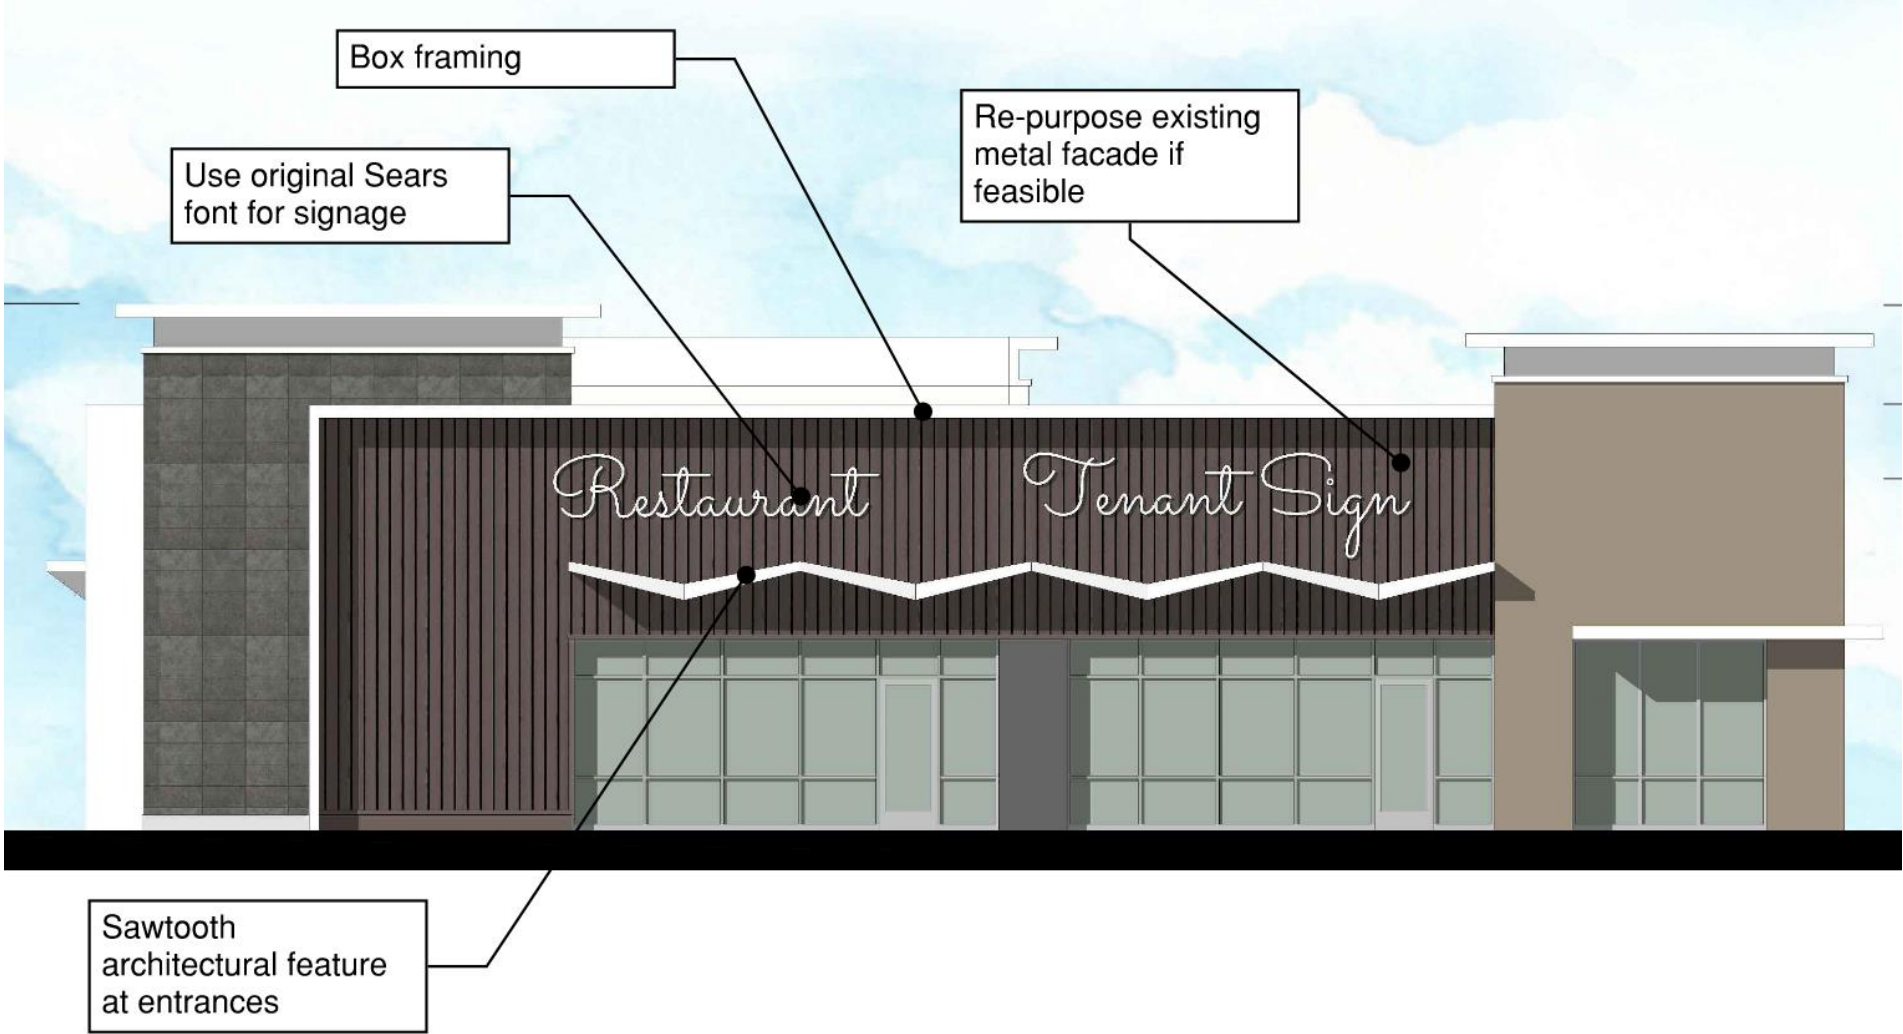 Box framing
Re-purpose existing
metal facade if
feasible
Use original Sears
font for signage
Restaurant
Tenant Sign
Sawtooth
architectural feature
at entrances